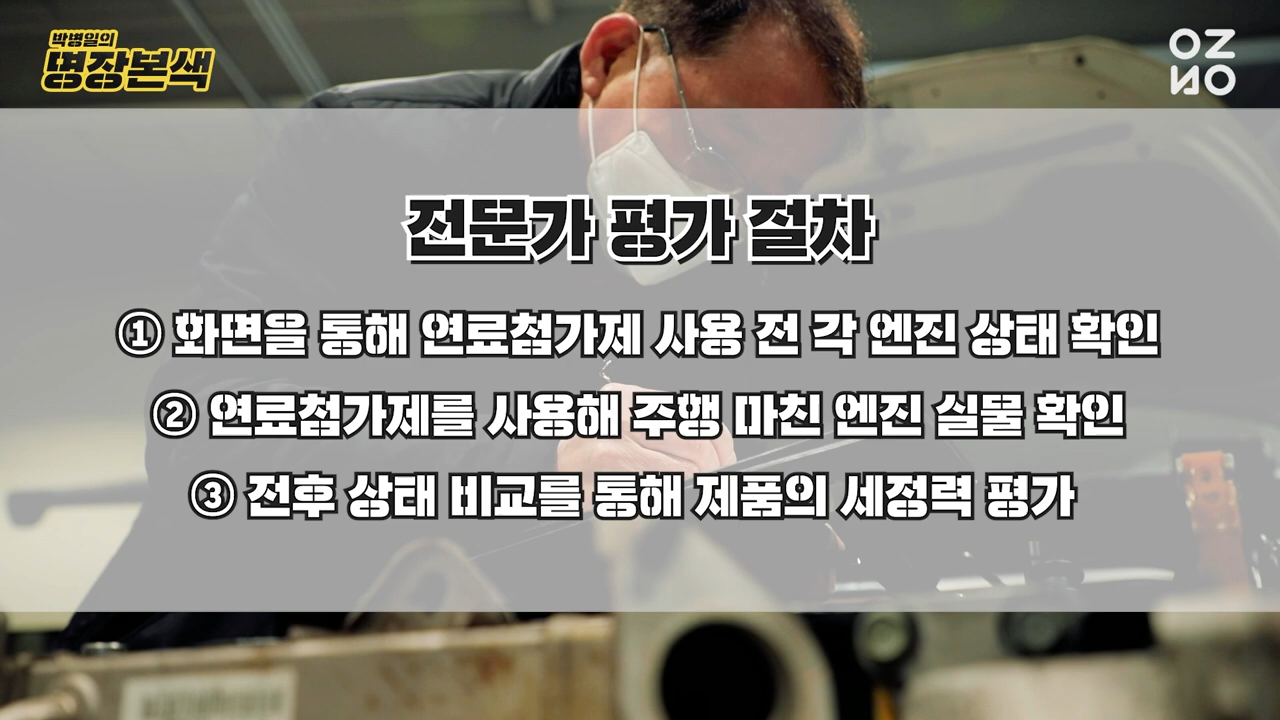 박병일의
명장본색
OZ
NO
전문가 평가 절차
① 화면을 통해 연료첨가제 사용 전 각 엔진 상태 확인
② 연료첨가제를 사용해 주행 마친 엔진 실물 확인
③ 전후 상태 비교를 통해 제품의 세정력 평가